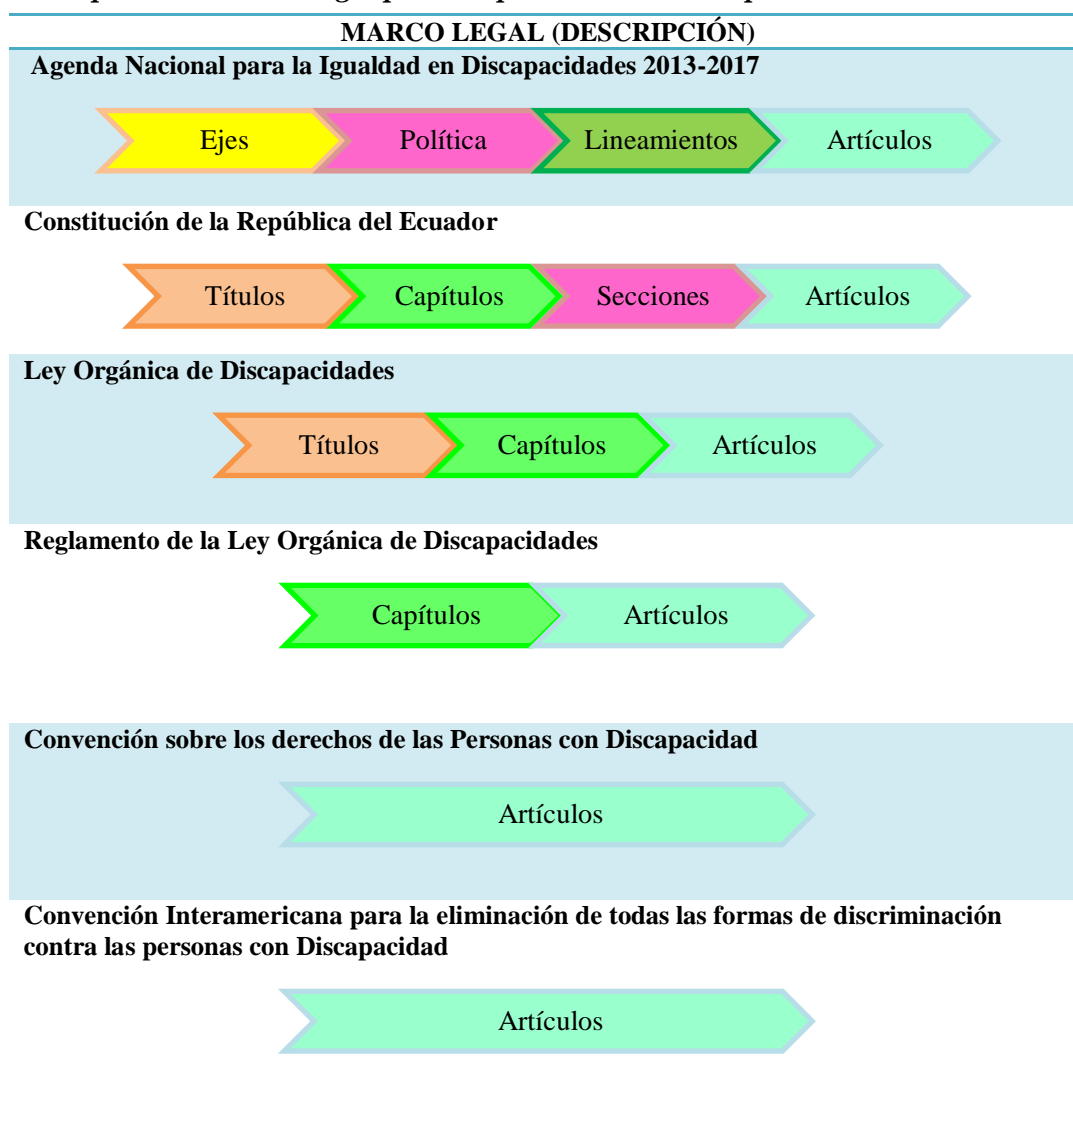 MARCO LEGAL (DESCRIPCIÓN)
Agenda Nacional para la Igualdad en Discapacidades 2013-2017
Ejes Política Lineamientos Artículos
Constitución de la República del Ecuador
Títulos Capítulos Secciones Artículos
Ley Orgánica de Discapacidades
Títulos Capítulos Artículos
Reglamento de la Ley Orgánica de Discapacidades
Capítulos Artículos
Convención sobre los derechos de las Personas con Discapacidad
Artículos
Convención Interamericana para la eliminación de todas las formas de discriminación
contra las personas con Discapacidad
Artículos